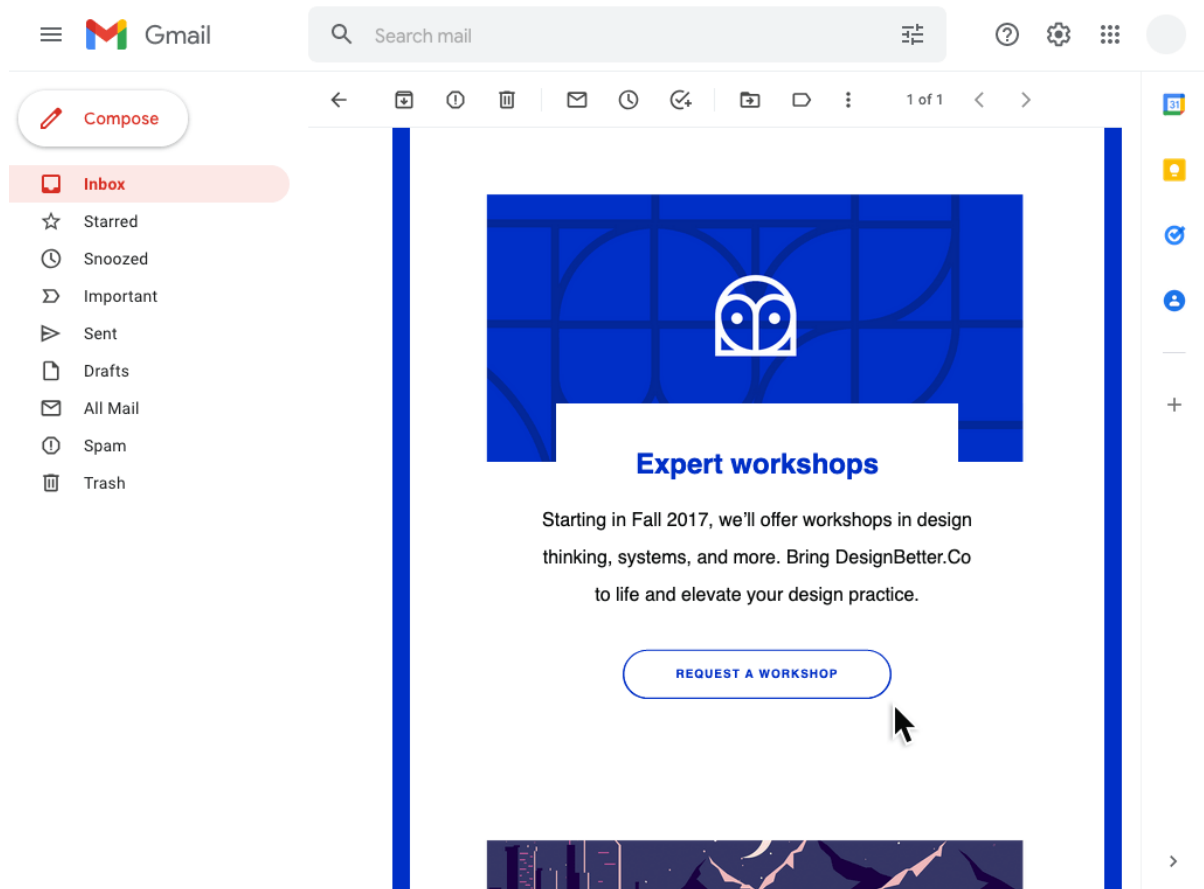 Gmail
Search mail
Compose
1 of 1
31
Inbox
Starred
Snoozed
Important
Sent
Drafts
All Mail
Spam
Trash
Expert workshops
Starting in Fall 2017, we’ll offer workshops in design
thinking, systems, and more. Bring DesignBetter.Co
to life and elevate your design practice.
REQUEST A WORKSHOP